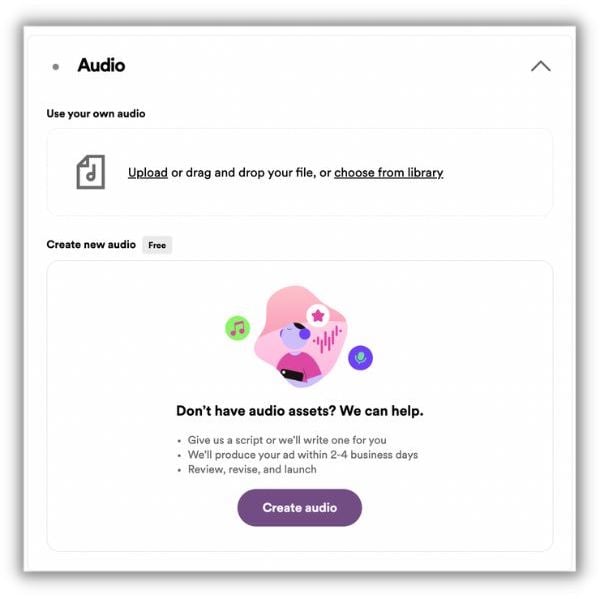 Audio
Use your own audio
Upload or drag and drop your file, or choose from library
Create new audio Free
Don't have audio assets? We can help.
• Give us a script or we'll write one for you
• We'll produce your ad within 2-4 business days
• Review, revise, and launch
Create audio